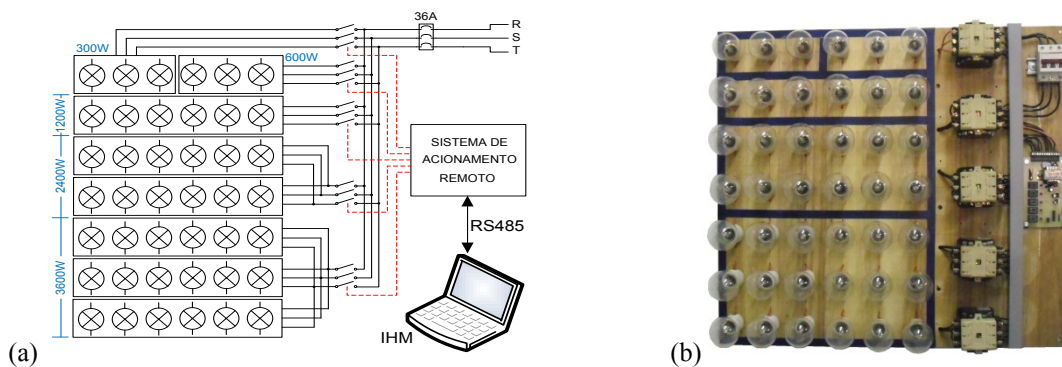 36A
R
S
T
300W
600W
1200W
2400W
3600W
SISTEMA DE
ACIONAMENTO
REMOTO
RS485
IHM
(a)
(b)